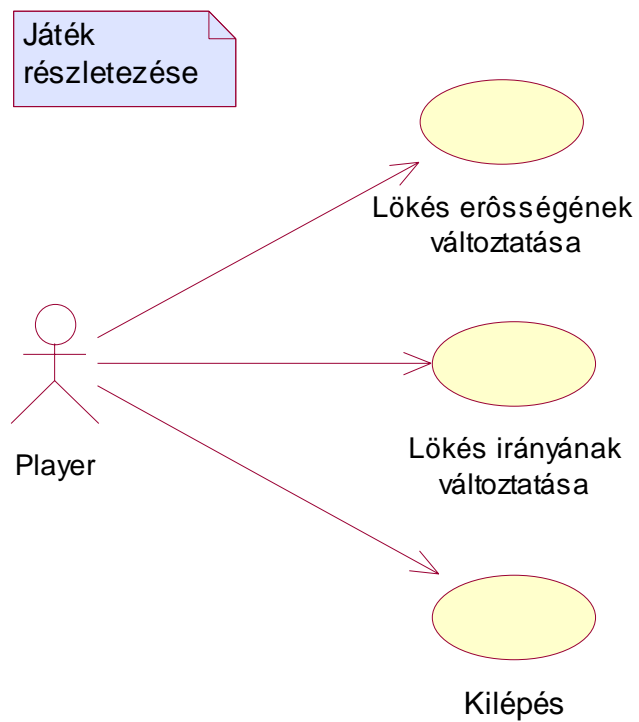 Játék
részletezése
Lökés erôsségének
változtatása
Player
Lökés irányának
változtatása
Kilépés